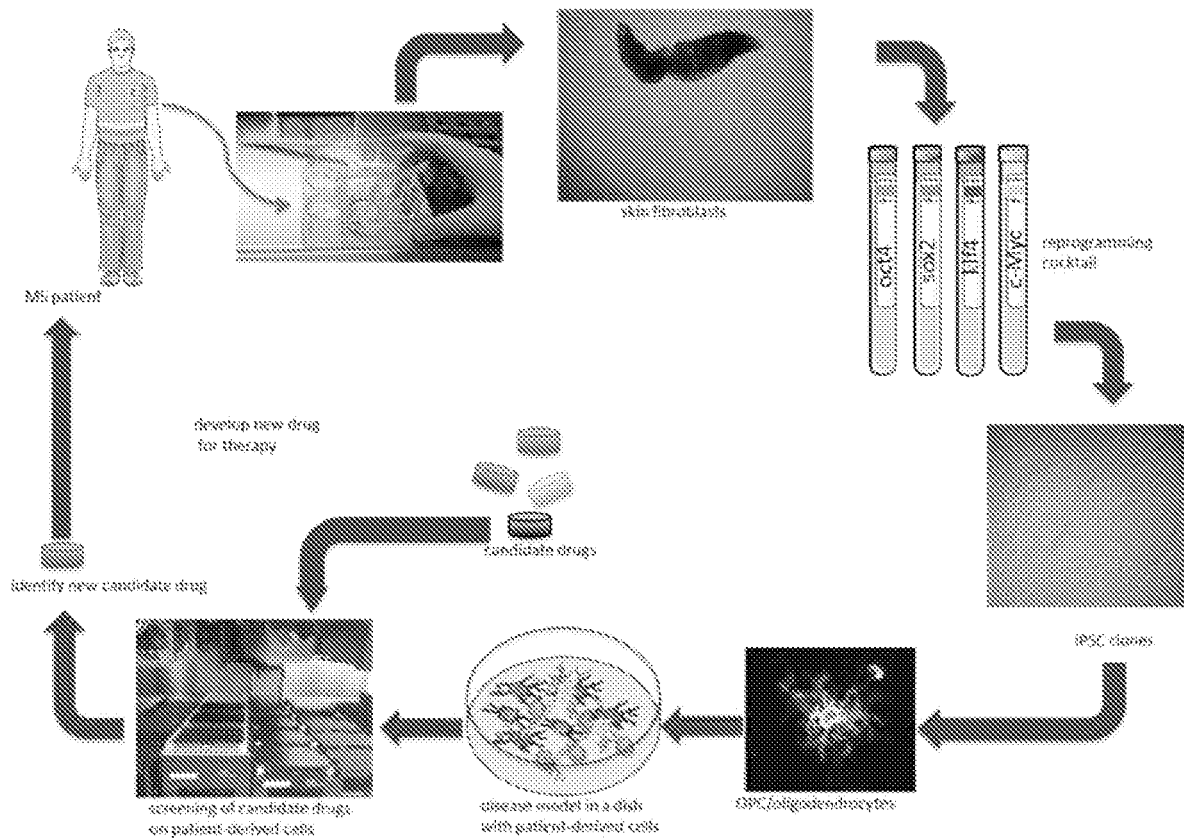 MS patient
skin fibroblasts
oct4
sox2
c-Myc
reprogramming
cocktail
develop new drug
for therapy
candidate drugs
identify new candidate drug
iPSC clones
OPC/oligodendrocytes
disease model in a dish
with patient-derived cells
screening of candidate drugs
on patient-derived cells